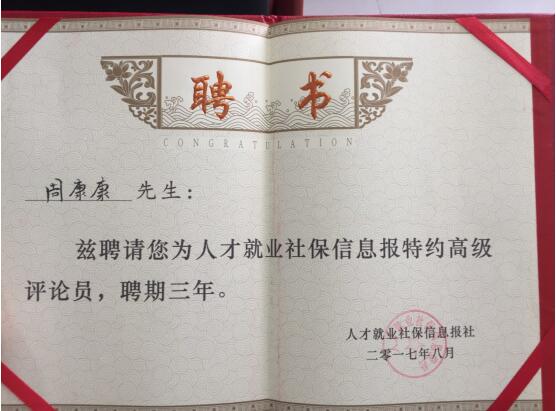 聘书
CONGRATULATION
周康康 先生：
兹聘请您为人才就业社保信息报特约高级
评论员，聘期三年。
人才就业社保信息报社
二零一七年八月